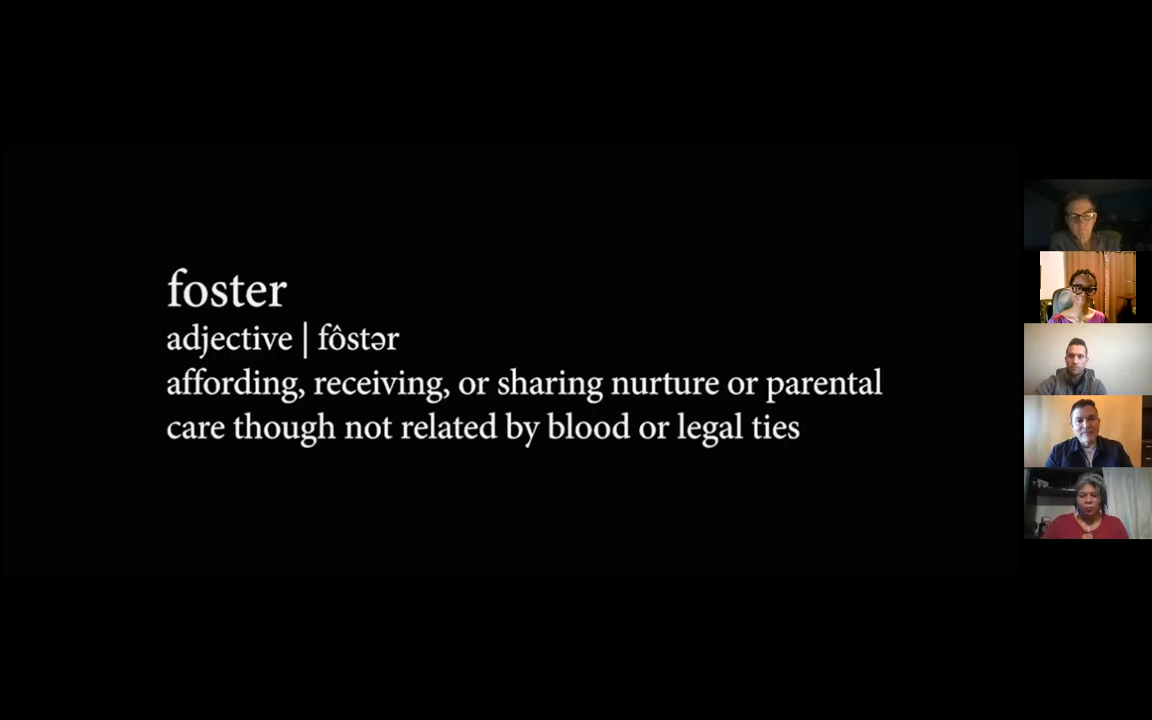 foster
adjective | fôstər
affording, receiving, or sharing nurture or parental
care though not related by blood or legal ties